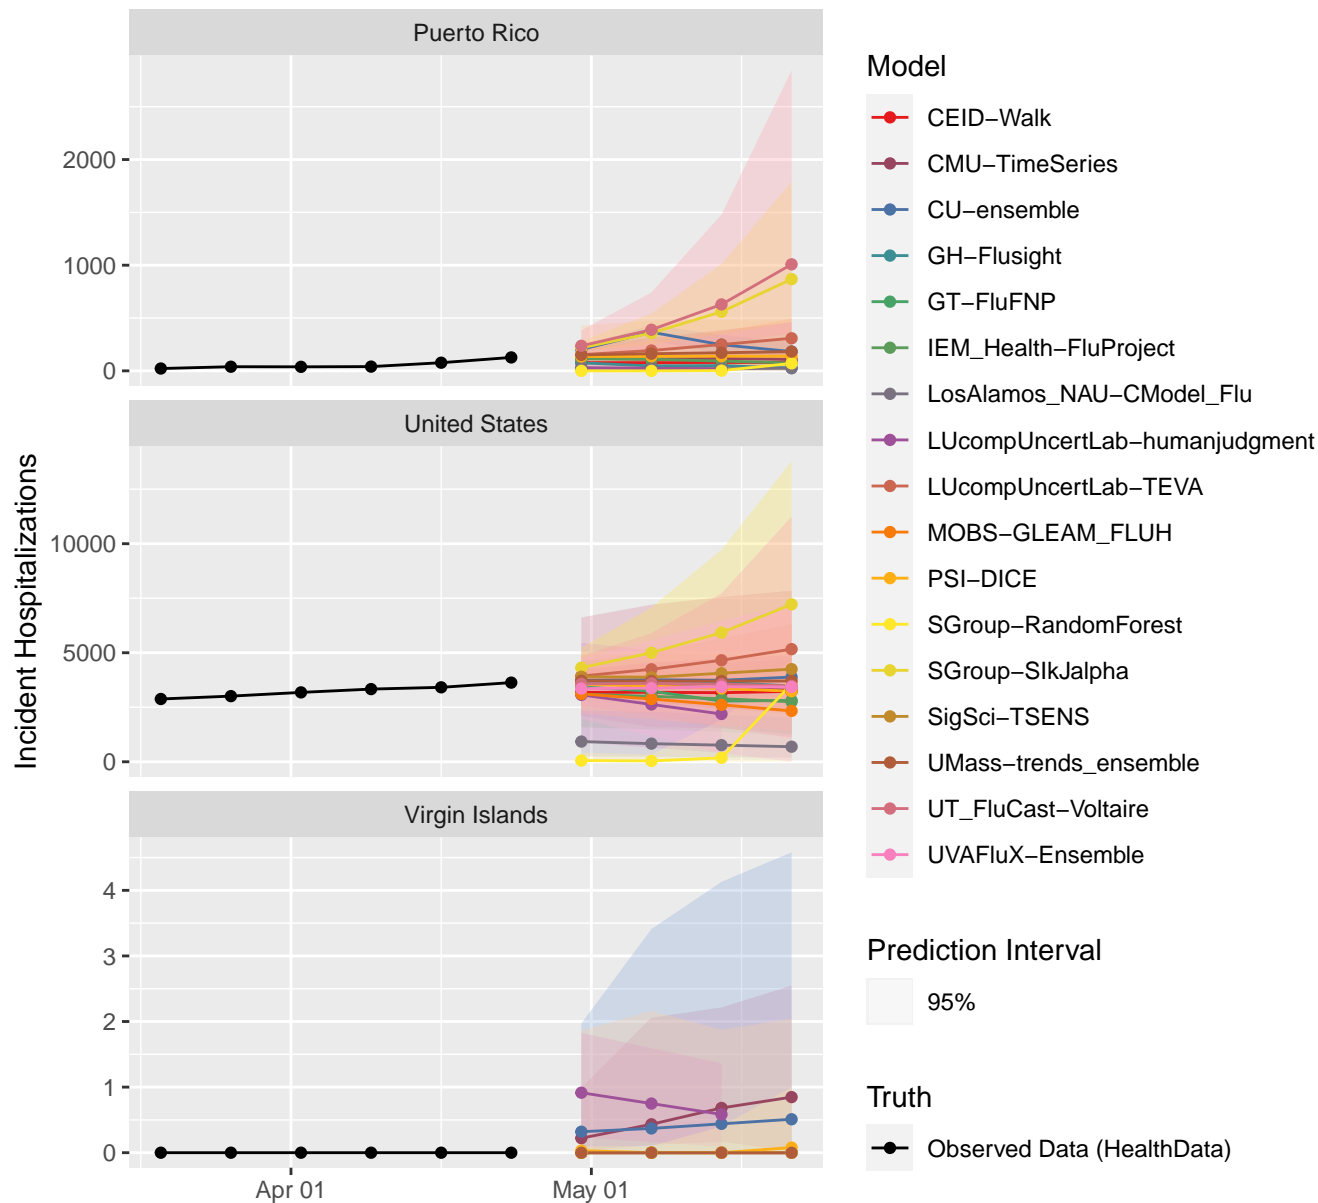 Puerto Rico
2000
1000
0
United States
10000
5000
0
Virgin Islands
4
3
2
1
0
Apr 01
May 01
Incident Hospitalizations
Model
CEID−Walk
CMU−TimeSeries
CU−ensemble
GH−Flusight
GT−FluFNP
IEM_Health−FluProject
LosAlamos_NAU−CModel_Flu
LUcompUncertLab−humanjudgment
LUcompUncertLab−TEVA
MOBS−GLEAM_FLUH
PSI−DICE
SGroup−RandomForest
SGroup−SIkJalpha
SigSci−TSENS
UMass−trends_ensemble
UT_FluCast−Voltaire
UVAFluX−Ensemble
Prediction Interval
95%
Truth
Observed Data (HealthData)